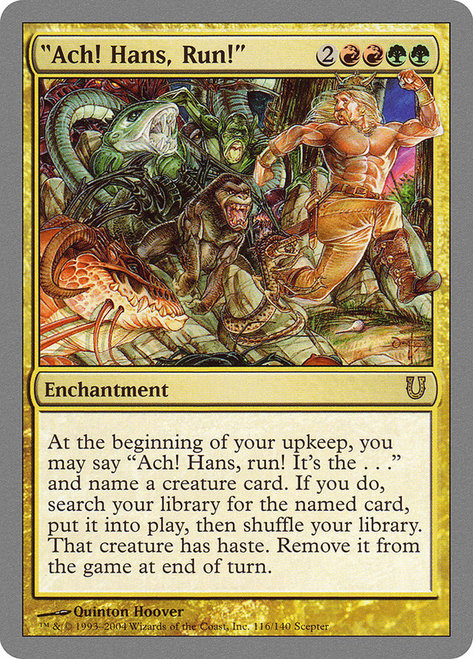 "Ach! Hans, Run!" 2
Enchantment
At the beginning of your upkeep, you
may say “Ach! Hans, run! It's the . . .”
and name a creature card. If you do,
search your library for the named card,
put it into play, then shuffle your library.
That creature has haste. Remove it from
the game at end of turn.
Quinton Hoover
™ & © 1993–2004 Wizards of the Coast, Inc. 116/140 Scepter